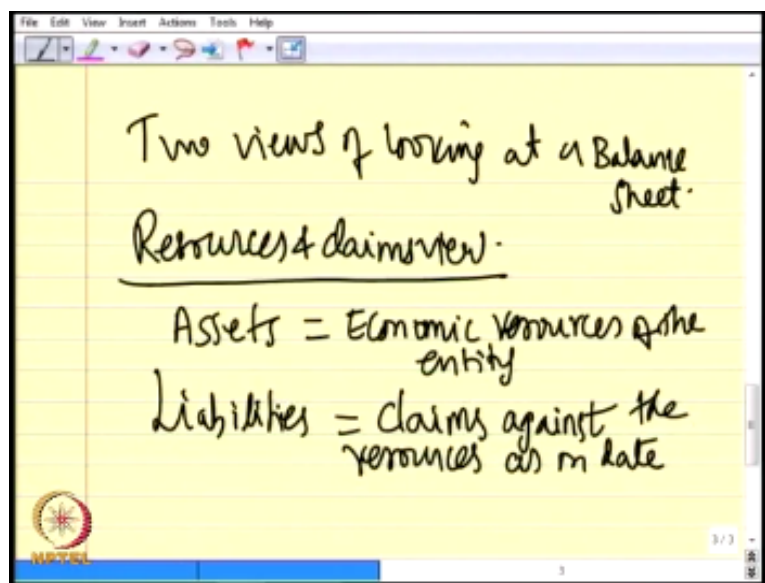 File Edit View Insert Actions Tools Help
Two views of looking at a Balance
Sheet.
Resources & claims view.
Assets = Economic resources of the
entity
Liabilities = claims against the
resources as on date
NPTEL
3/3
3